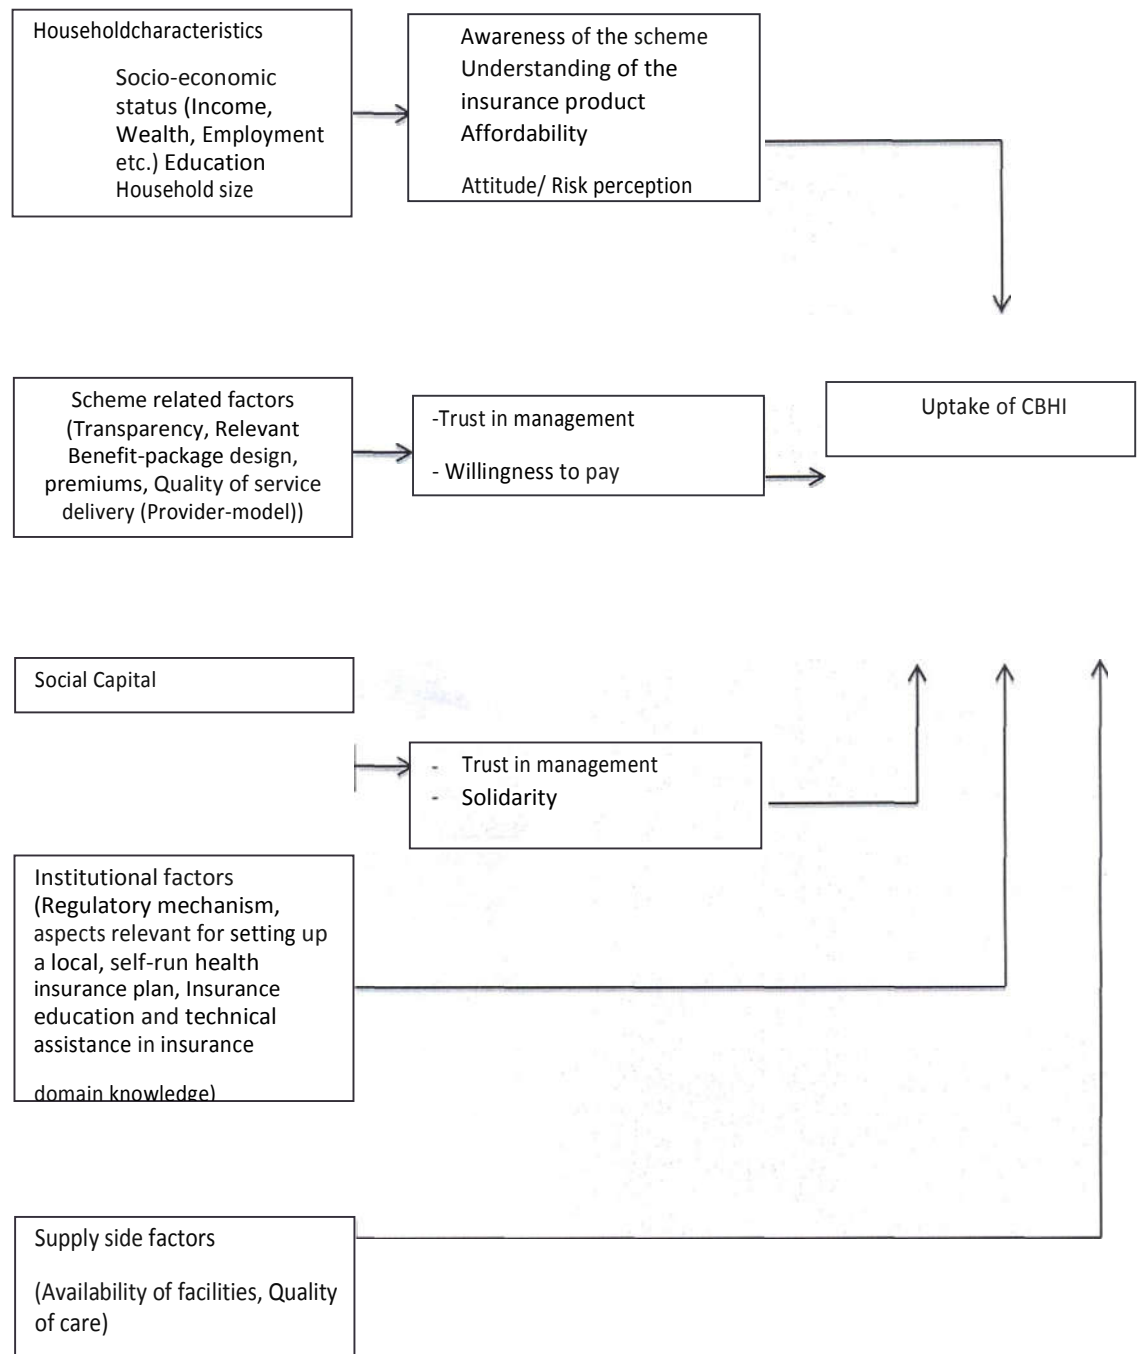 Householdcharacteristics
Socio-economic
status (Income,
Wealth, Employment
etc.) Education
Household size
Awareness of the scheme
Understanding of the
insurance product
Affordability
Attitude/ Risk perception
Scheme related factors
(Transparency, Relevant
Benefit-package design,
premiums, Quality of service
delivery (Provider-model))
-Trust in management
- Willingness to pay
Uptake of CBHI
Social Capital
- Trust in management
- Solidarity
Institutional factors
(Regulatory mechanism,
aspects relevant for setting up
a local, self-run health
insurance plan, Insurance
education and technical
assistance in insurance
domain knowledge)
Supply side factors
(Availability of facilities, Quality
of care)